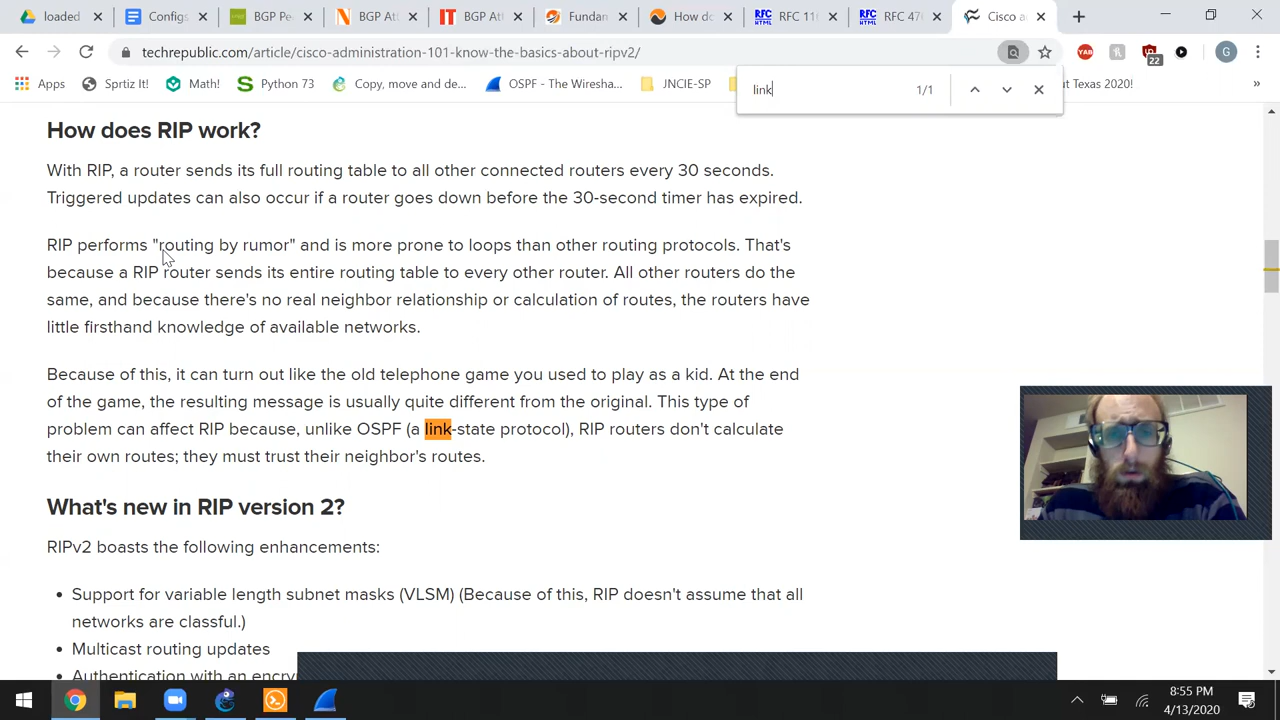 loaded
Configs
BGP Pe
BGP Att
BGP Att
Fundan
How do
RFC 11
RFC 47
Cisco a
techrepublic.com/article/cisco-administration-101-know-the-basics-about-ripv2/
YAB
22
G
Apps
Sprtiz It!
Math!
Python 73
Copy, move and de...
OSPF - The Wiresha...
JNCIE-SP
ut Texas 2020!
»
link
1/1
How does RIP work?
With RIP, a router sends its full routing table to all other connected routers every 30 seconds.
Triggered updates can also occur if a router goes down before the 30-second timer has expired.
RIP performs "routing by rumor" and is more prone to loops than other routing protocols. That's
because a RIP router sends its entire routing table to every other router. All other routers do the
same, and because there's no real neighbor relationship or calculation of routes, the routers have
little firsthand knowledge of available networks.
Because of this, it can turn out like the old telephone game you used to play as a kid. At the end
of the game, the resulting message is usually quite different from the original. This type of
problem can affect RIP because, unlike OSPF (a link-state protocol), RIP routers don't calculate
their own routes; they must trust their neighbor's routes.
What's new in RIP version 2?
RIPv2 boasts the following enhancements:
• Support for variable length subnet masks (VLSM) (Because of this, RIP doesn't assume that all
networks are classful.)
• Multicast routing updates
• Authentication with an encry
8:55 PM
4/13/2020